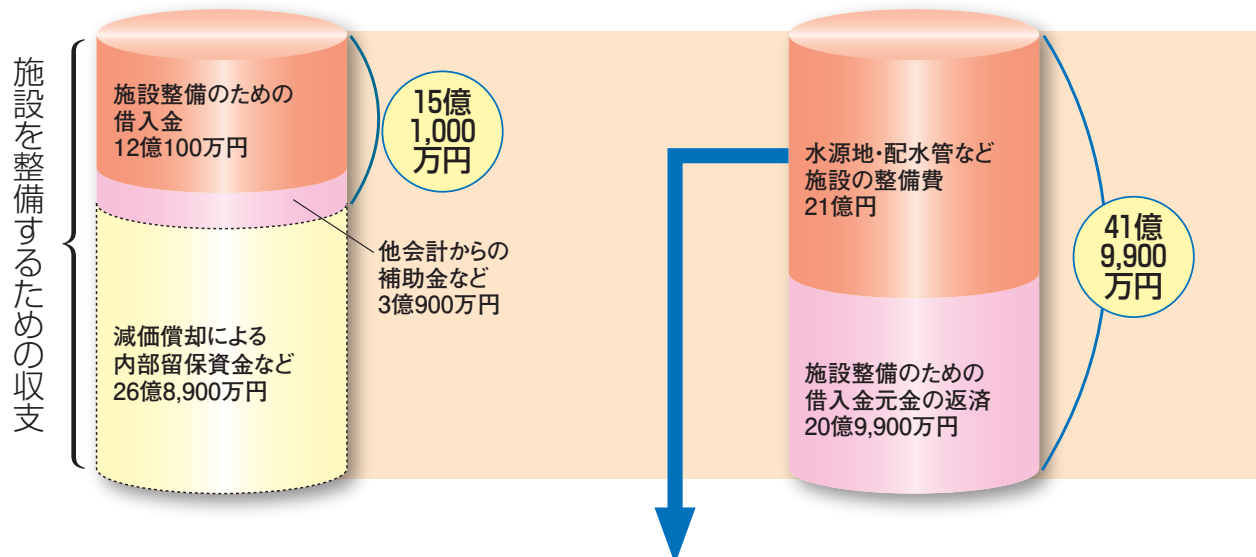 施設を整備するための収支
施設整備のための
借入金
12億100万円
15億
1,000
万円
他会計からの
補助金など
3億900万円
減価償却による
内部留保資金など
26億8,900万円
水源地・配水管など
施設の整備費
21億円
41億
9,900
万円
施設整備のための
借入金元金の返済
20億9,900万円